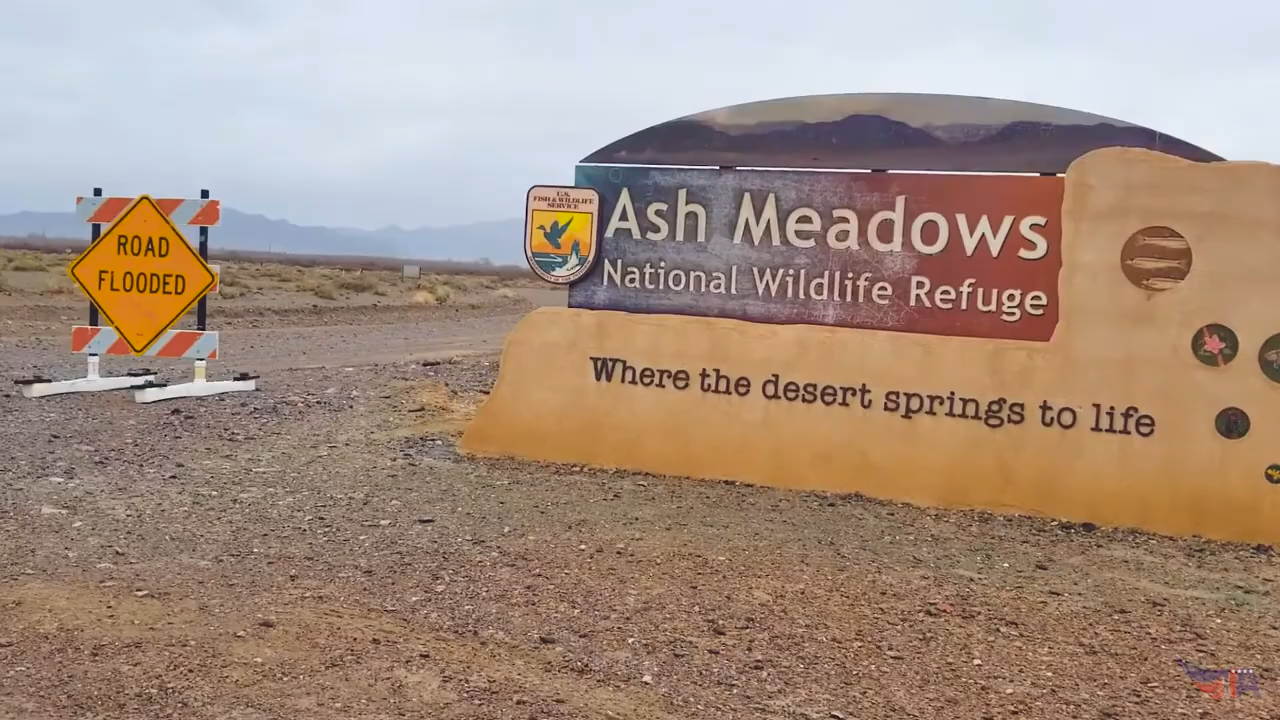 ROAD
FLOODED
U.S.
FISH & WILDLIFE
SERVICE
Ash Meadows
National Wildlife Refuge
Where the desert springs to life